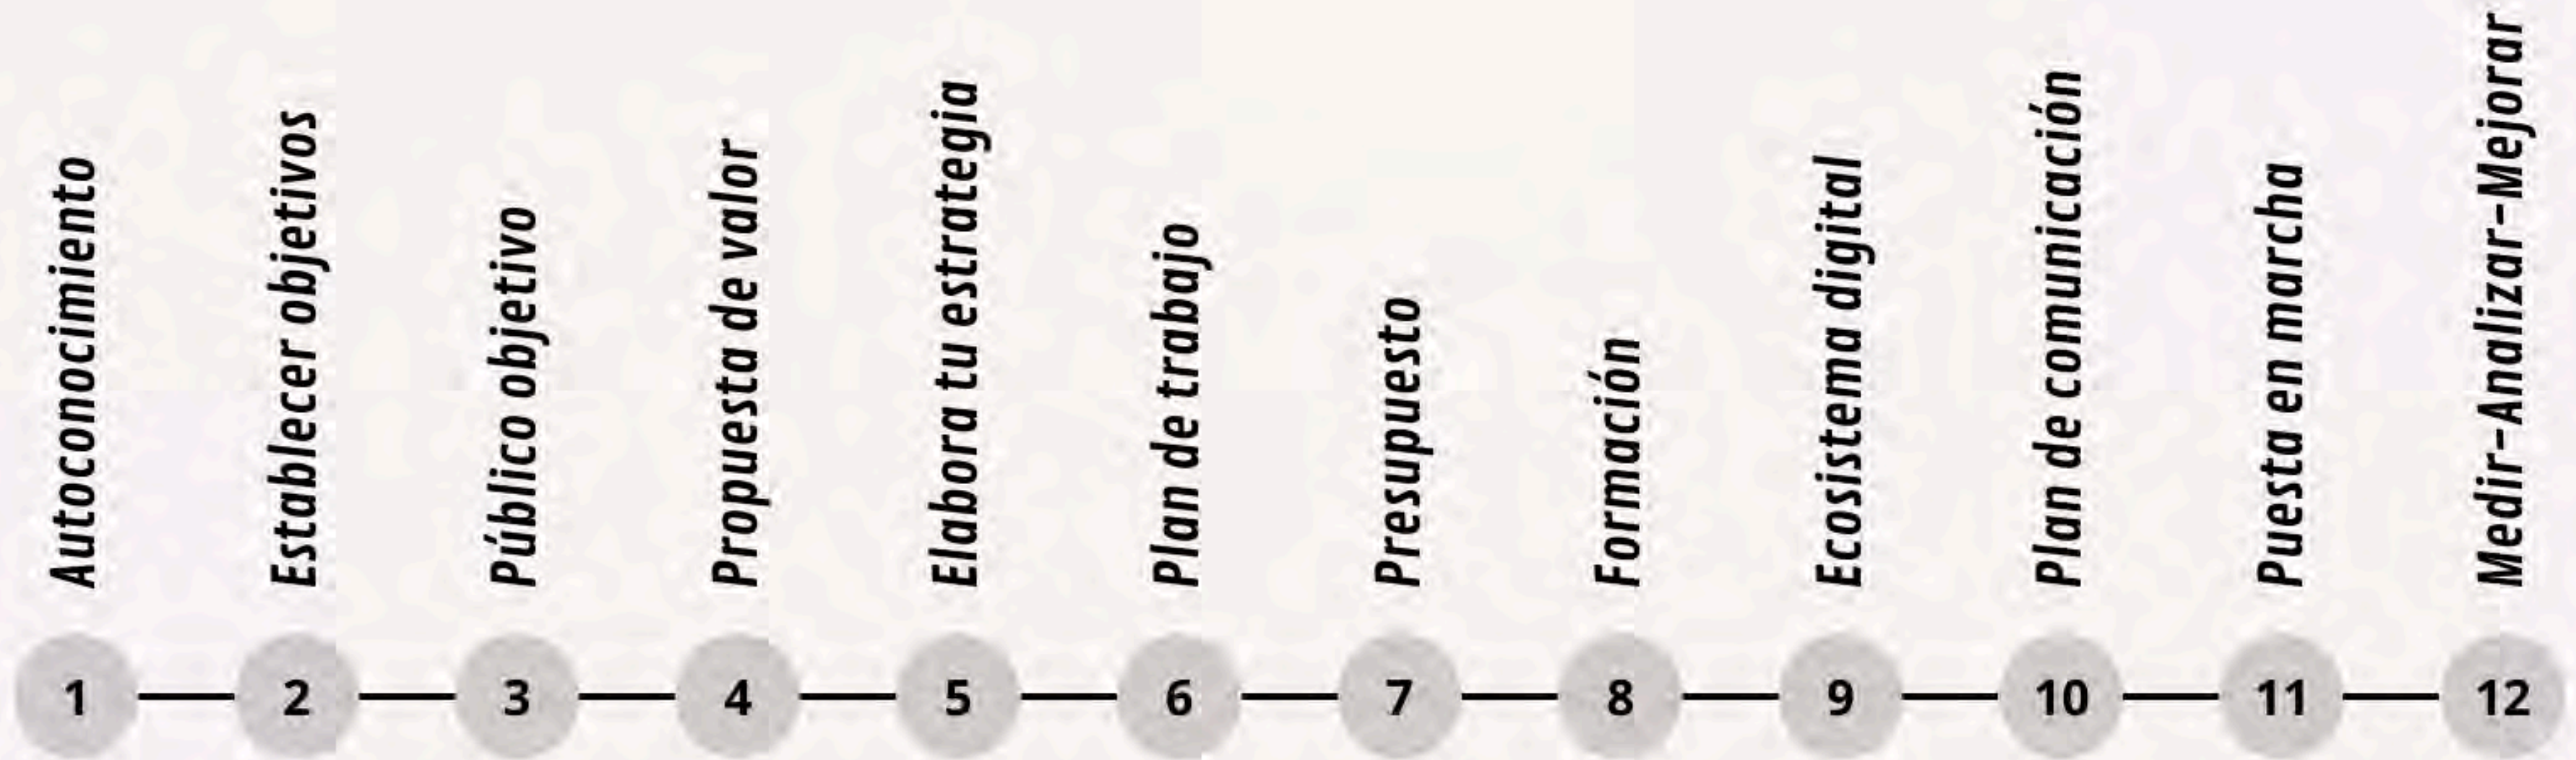 Autoconocimiento
Establecer objetivos
Público objetivo
Propuesta de valor
Elabora tu estrategia
Plan de trabajo
Presupuesto
Formación
Ecosistema digital
Plan de comunicación
Puesta en marcha
Medir-Analizar-Mejorar
1
2
3
4
5
6
7
8
9
10
11
12